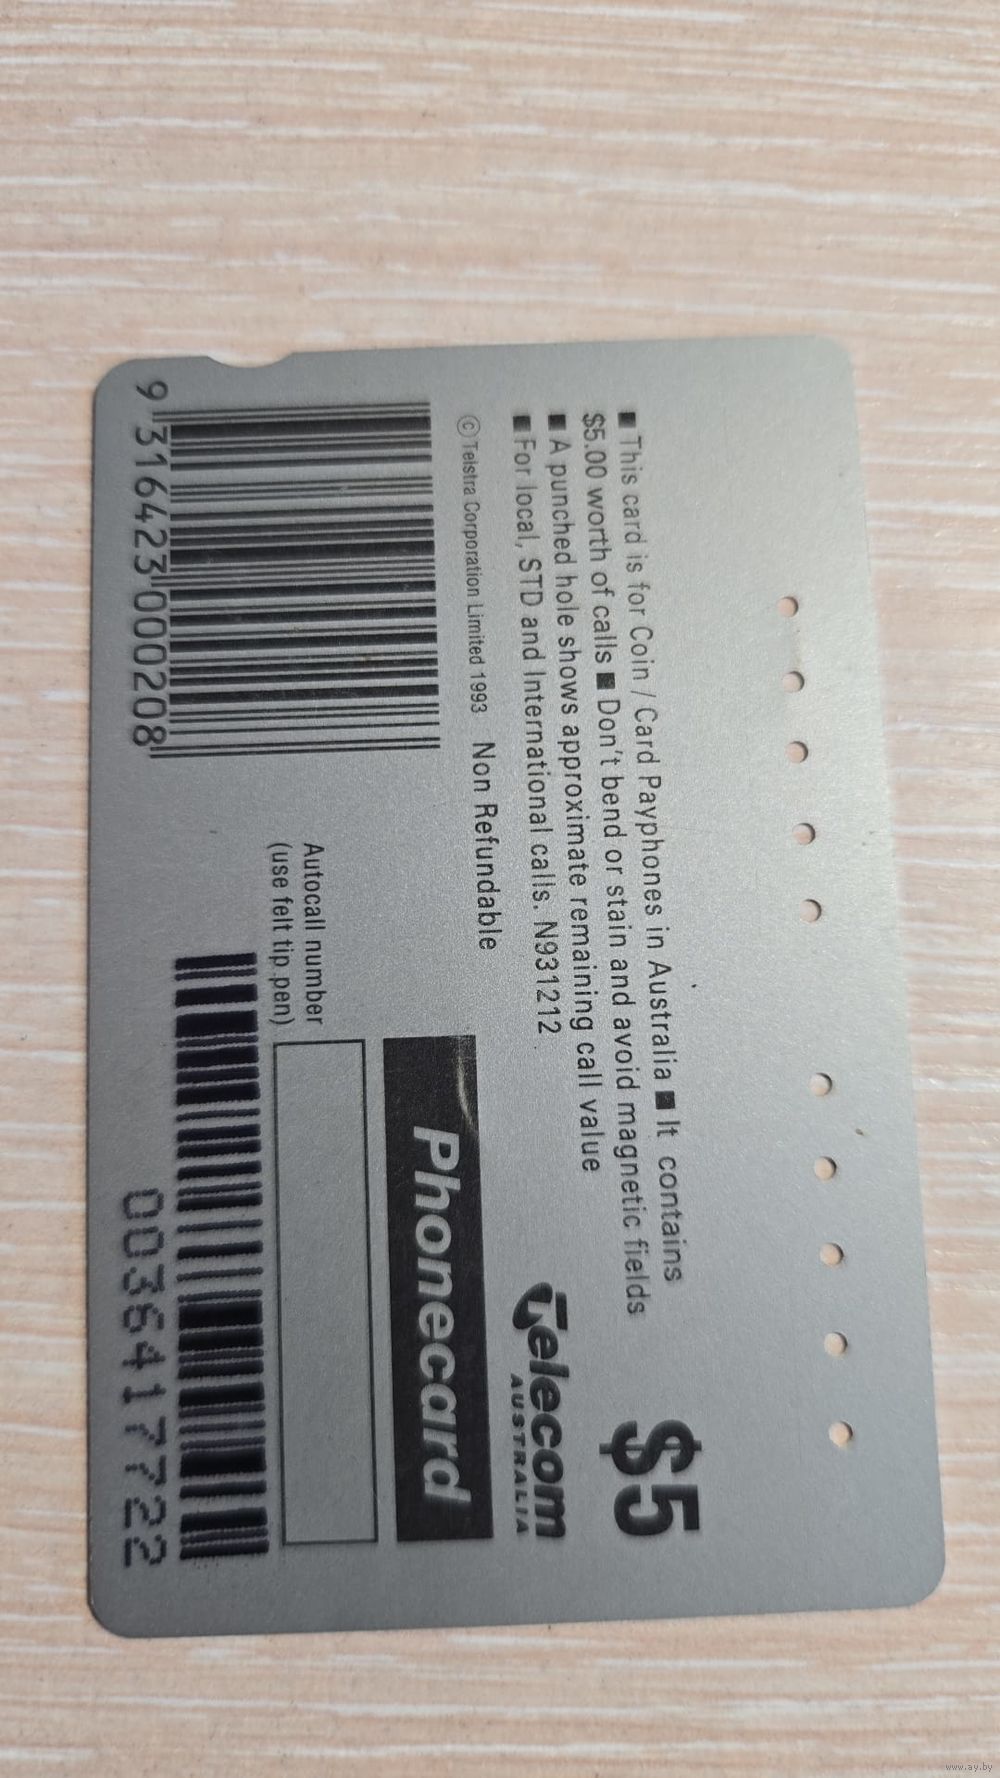 ■ This card is for Coin / Card Payphones in Australia ■ It contains
$5.00 worth of calls ■ Don't bend or stain and avoid magnetic fields
■ A punched hole shows approximate remaining call value
■ For local, STD and International calls. N931212
© Telstra Corporation Limited 1993 Non Refundable
$5
Telecom
AUSTRALIA
Phonecard
Autocall number
(use felt tip pen)
9 316423 000208
0036417722
www.ay.by